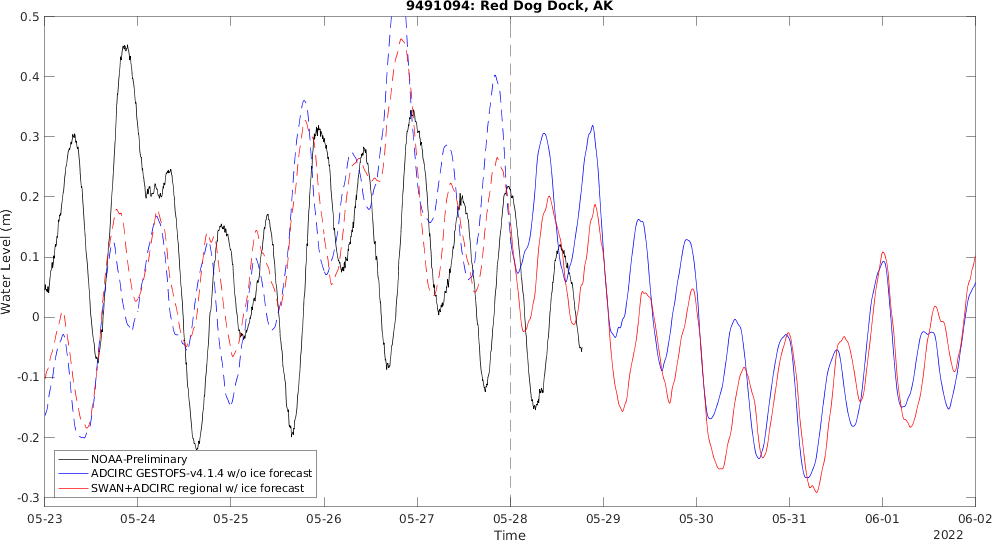 9491094: Red Dog Dock, AK
0.5
0.4
0.3
0.2
0.1
0
-0.1
-0.2
-0.3
Water Level (m)
NOAA-Preliminary
ADCIRC GESTOFS-v4.1.4 w/o ice forecast
SWAN+ADCIRC regional w/ ice forecast
05-23 05-24 05-25 05-26 05-27 05-28 05-29 05-30 05-31 06-01 06-02
Time
2022